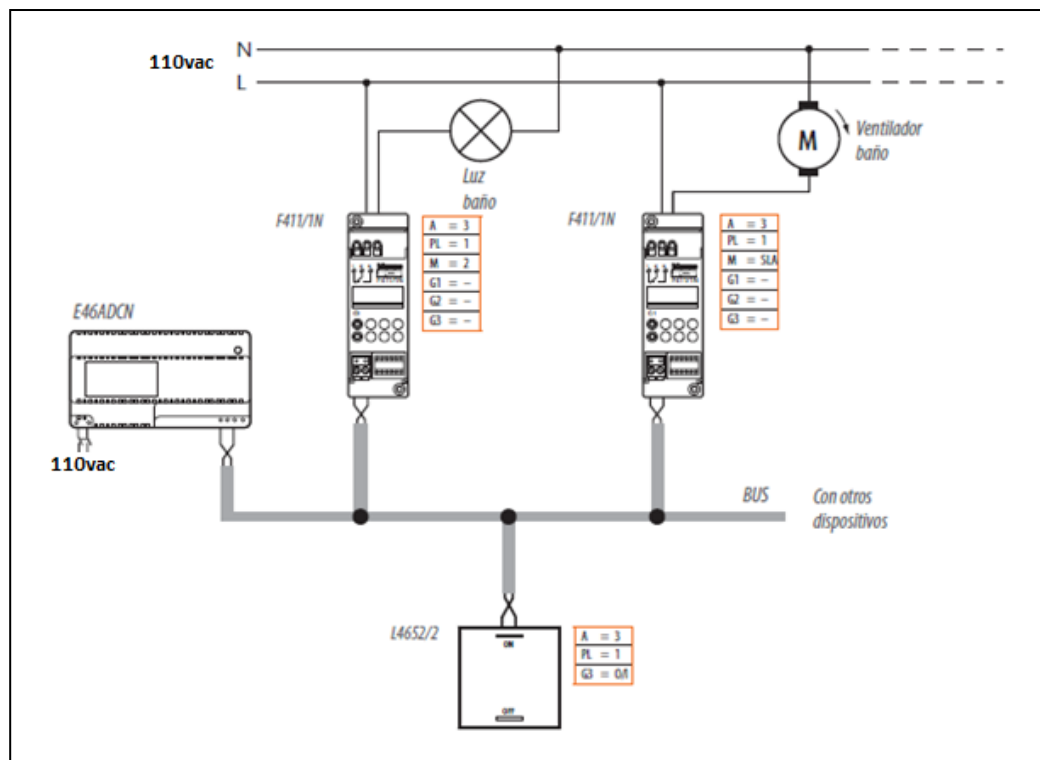 110vac
N
L
Luz
baño
M
Ventilador
baño
F411/1N
A = 3
PL = 1
M = 2
G1 = –
G2 = –
G3 = –
F411/1N
A = 3
PL = 1
M = SLA
G1 = –
G2 = –
G3 = –
E46ADCN
110vac
BUS
Con otros
dispositivos
L4652/2
ON
OFF
A = 3
PL = 1
G3 = O/I